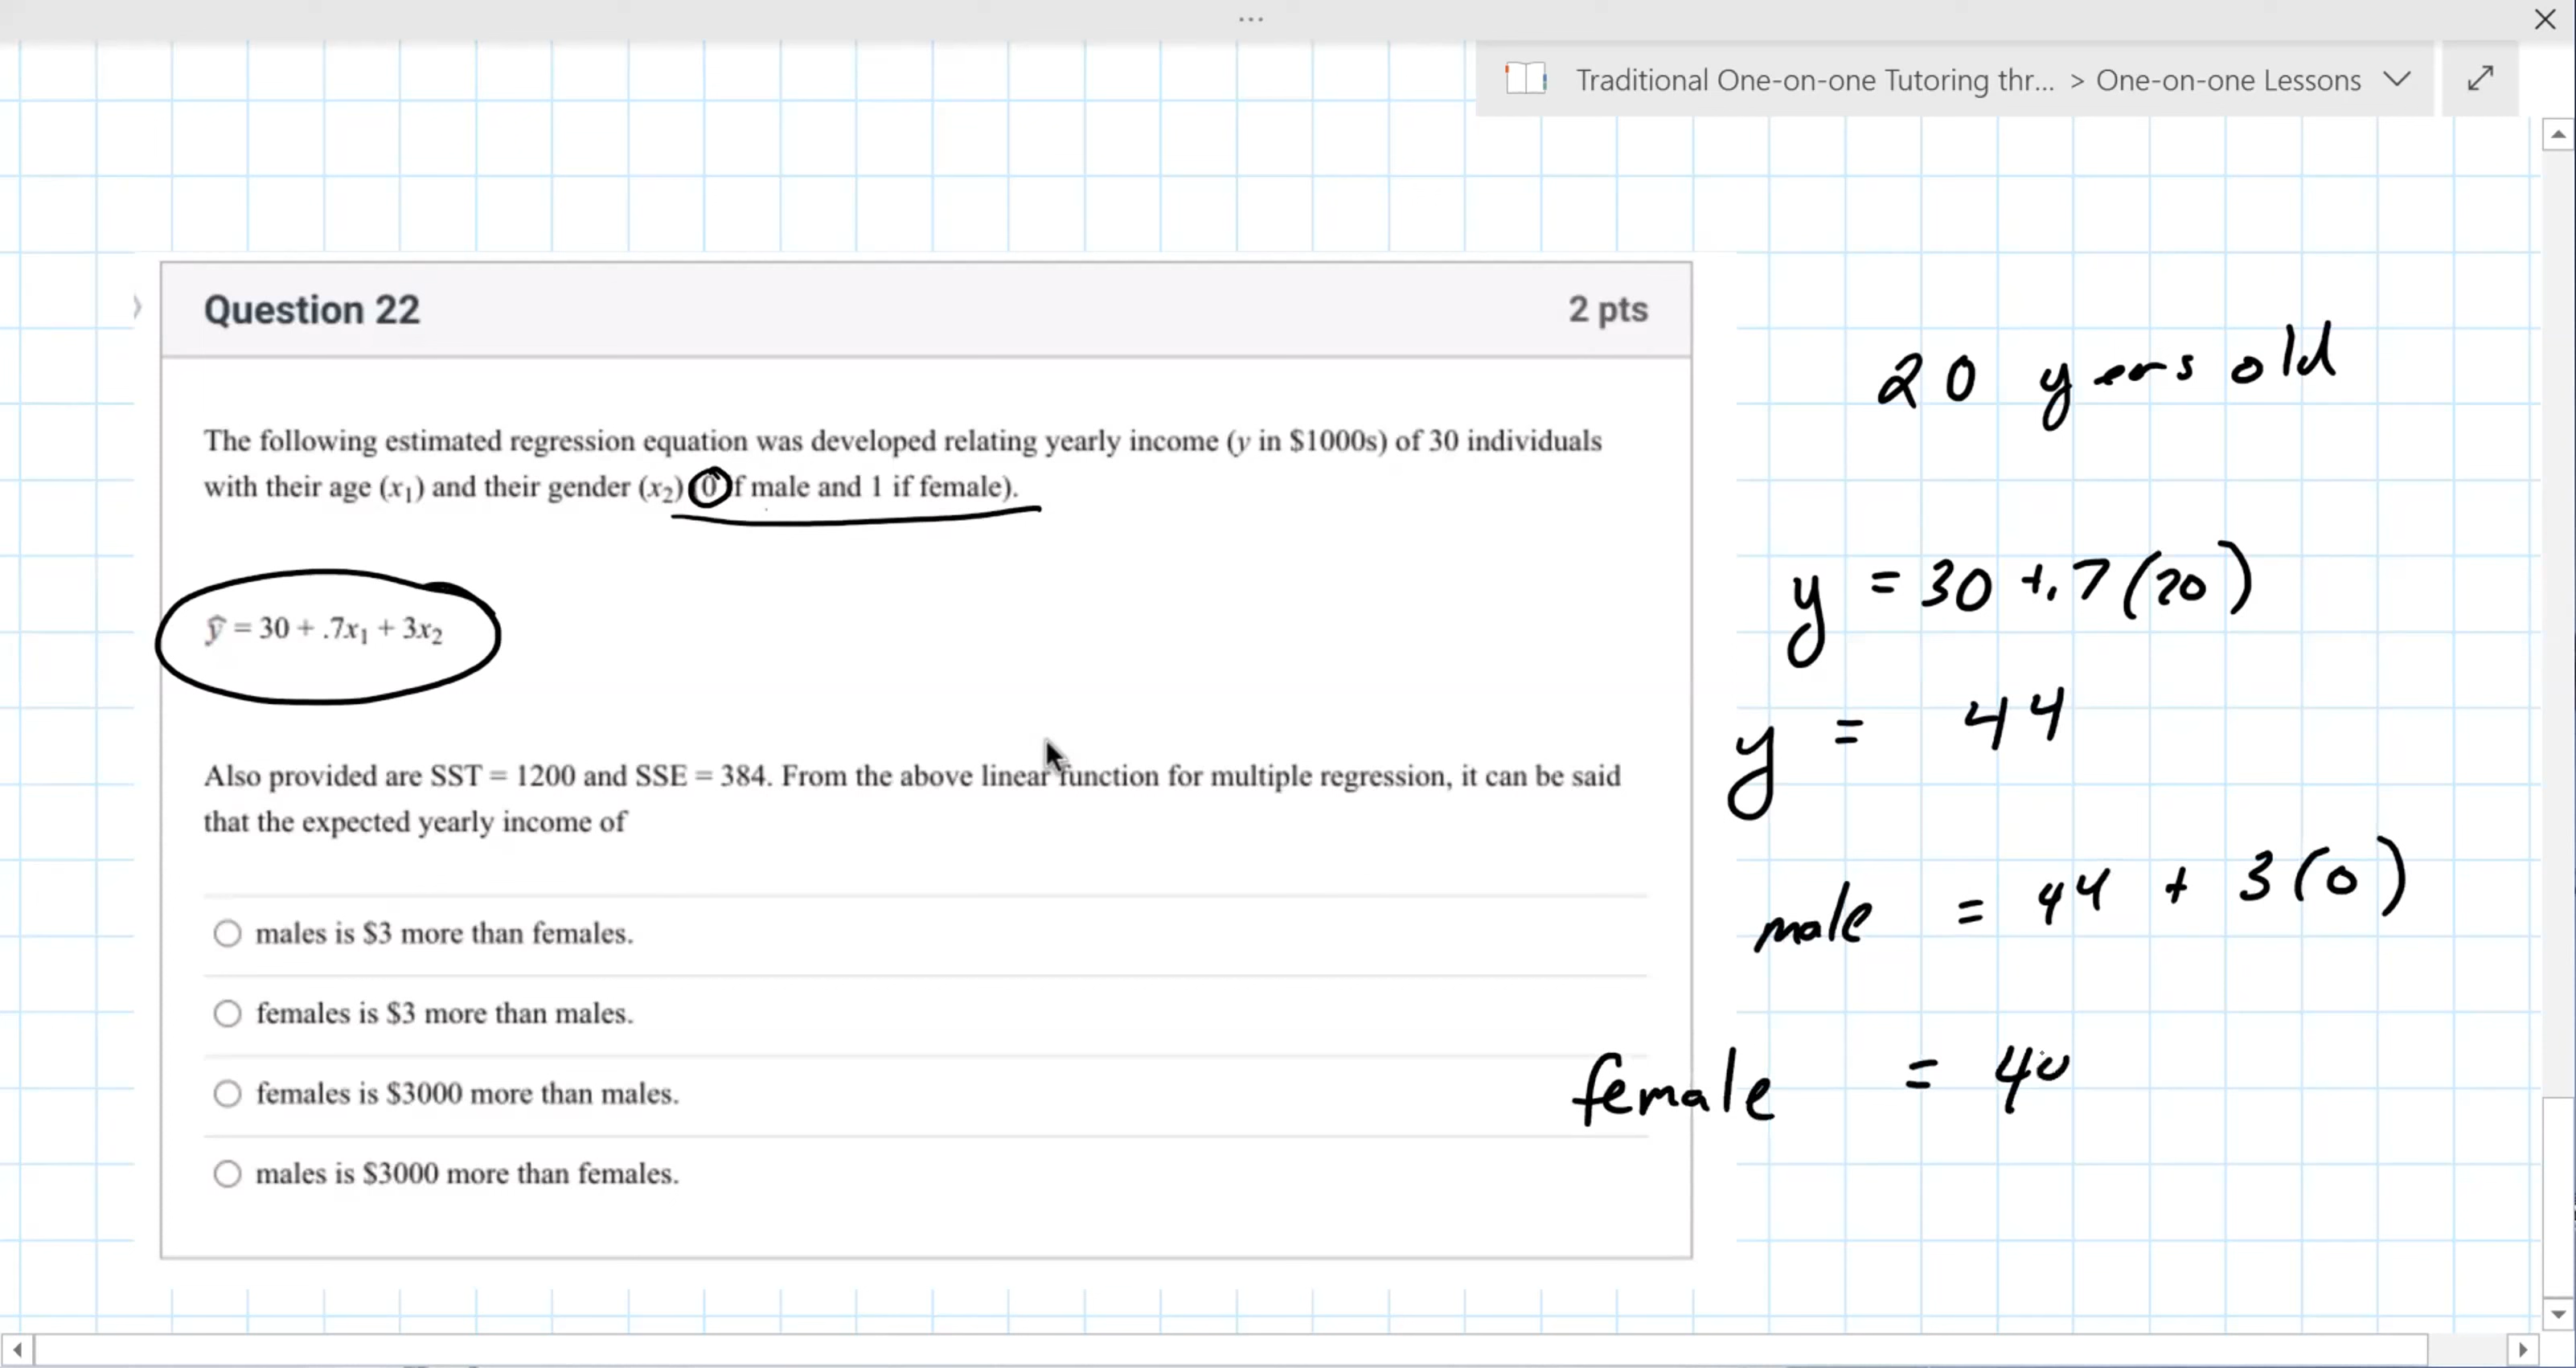 ...
Traditional One-on-one Tutoring thr... > One-on-one Lessons
Question 22
2 pts
The following estimated regression equation was developed relating yearly income (y in $1000s) of 30 individuals
with their age (x₁) and their gender (x₂) (0 if male and 1 if female).
ŷ = 30 + .7x₁ + 3x₂
Also provided are SST = 1200 and SSE = 384. From the above linear function for multiple regression, it can be said
that the expected yearly income of
males is $3 more than females.
females is $3 more than males.
females is $3000 more than males.
males is $3000 more than females.
20 years old
y = 30 + .7(20)
y = 44
male = 44 + 3(0)
female = 4